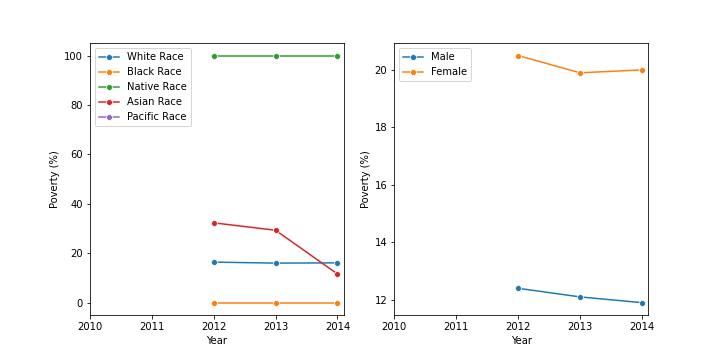 White Race
Black Race
Native Race
Asian Race
Pacific Race
100
80
60
40
20
0
Poverty (%)
2010 2011 2012 2013 2014
Year
Male
Female
20
18
16
14
12
Poverty (%)
2010 2011 2012 2013 2014
Year